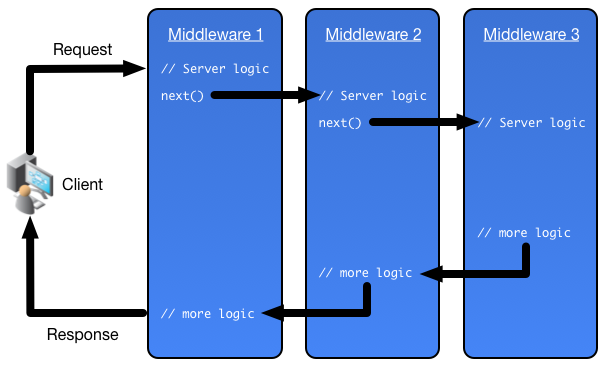 Request
Client
Response
Middleware 1
// Server logic
next()
// more logic
Middleware 2
// Server logic
next()
// more logic
Middleware 3
// Server logic
// more logic